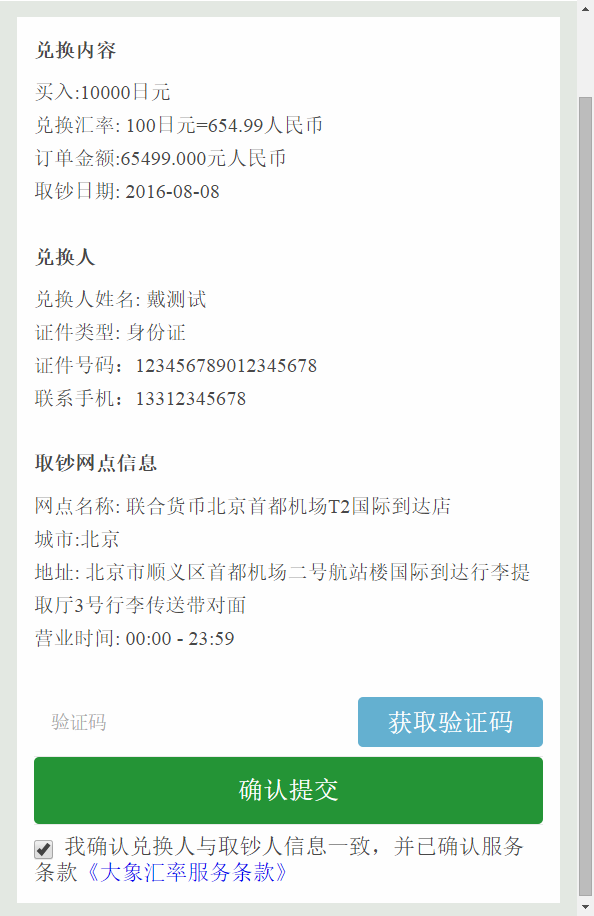 兑换内容
买入:10000日元
兑换汇率: 100日元=654.99人民币
订单金额:65499.000元人民币
取钞日期: 2016-08-08
兑换人
兑换人姓名: 戴测试
证件类型: 身份证
证件号码：123456789012345678
联系手机：13312345678
取钞网点信息
网点名称: 联合货币北京首都机场T2国际到达店
城市:北京
地址: 北京市顺义区首都机场二号航站楼国际到达行李提
取厅3号行李传送带对面
营业时间: 00:00 - 23:59
验证码 获取验证码
确认提交
我确认兑换人与取钞人信息一致，并已确认服务
条款《大象汇率服务条款》